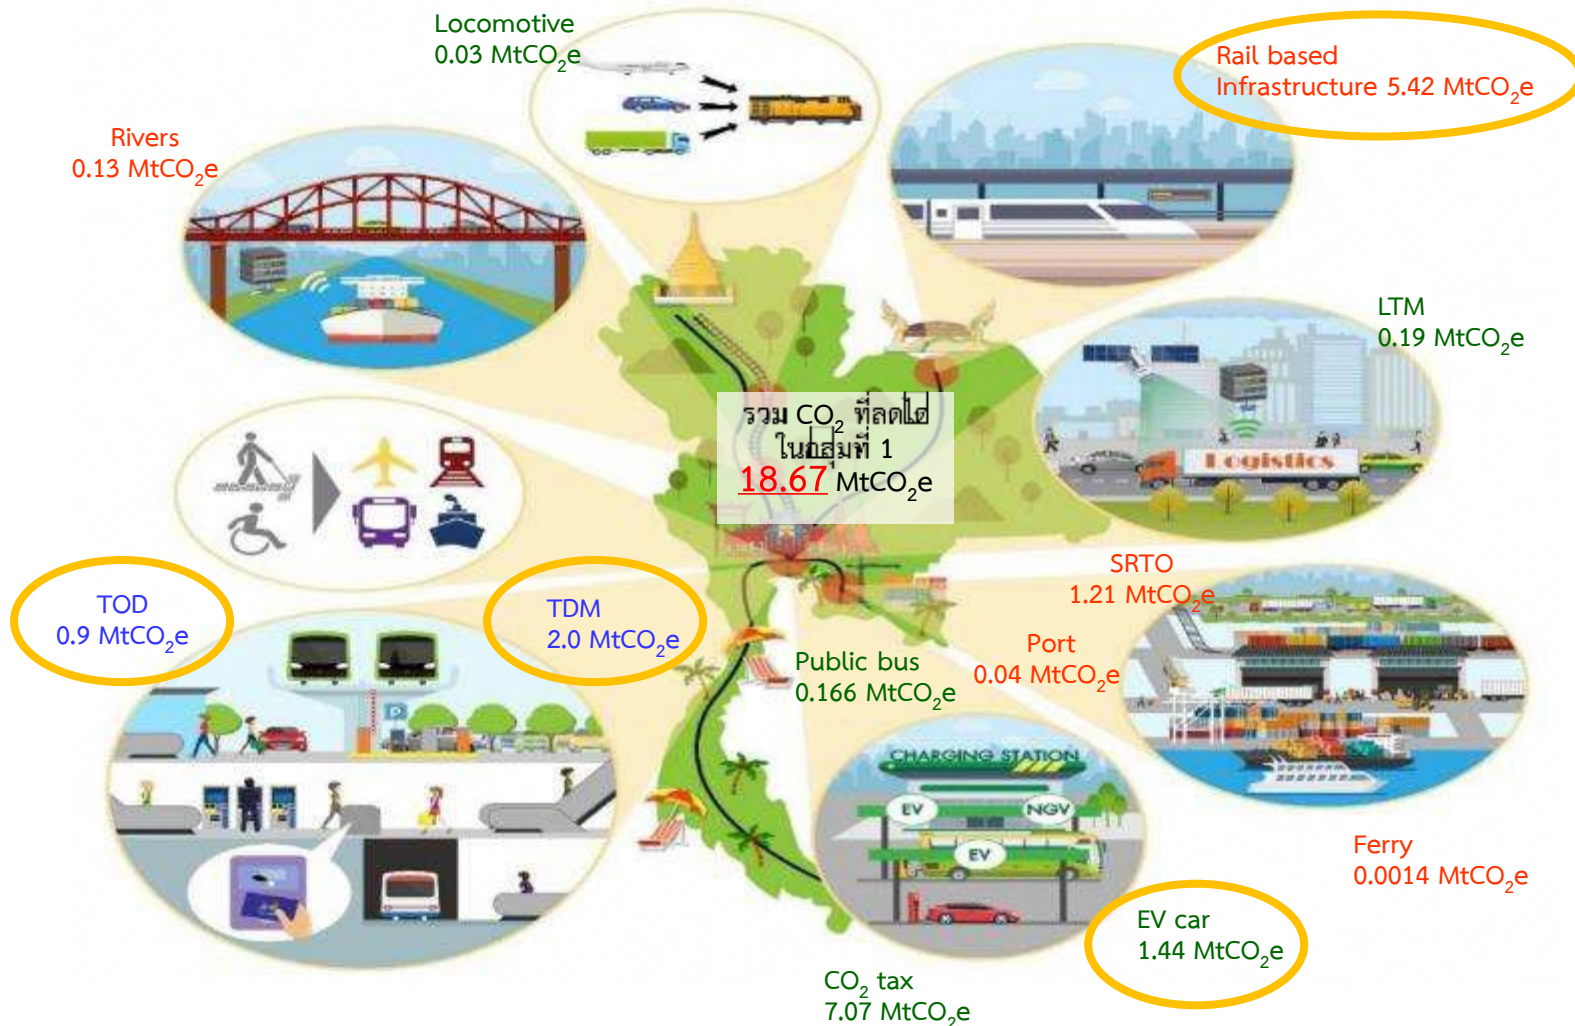 Locomotive
0.03 MtCO₂e
Rail based
Infrastructure 5.42 MtCO₂e
Rivers
0.13 MtCO₂e
LTM
0.19 MtCO₂e
Logistics
รวม CO₂ ที่ลดได้
ในกลุ่มที่ 1
18.67 MtCO₂e
SRTO
1.21 MtCO₂e
TOD
0.9 MtCO₂e
TDM
2.0 MtCO₂e
Port
0.04 MtCO₂e
Public bus
0.166 MtCO₂e
P
CHARGING STATION
EV
NGV
EV
Ferry
0.0014 MtCO₂e
EV car
1.44 MtCO₂e
CO₂ tax
7.07 MtCO₂e